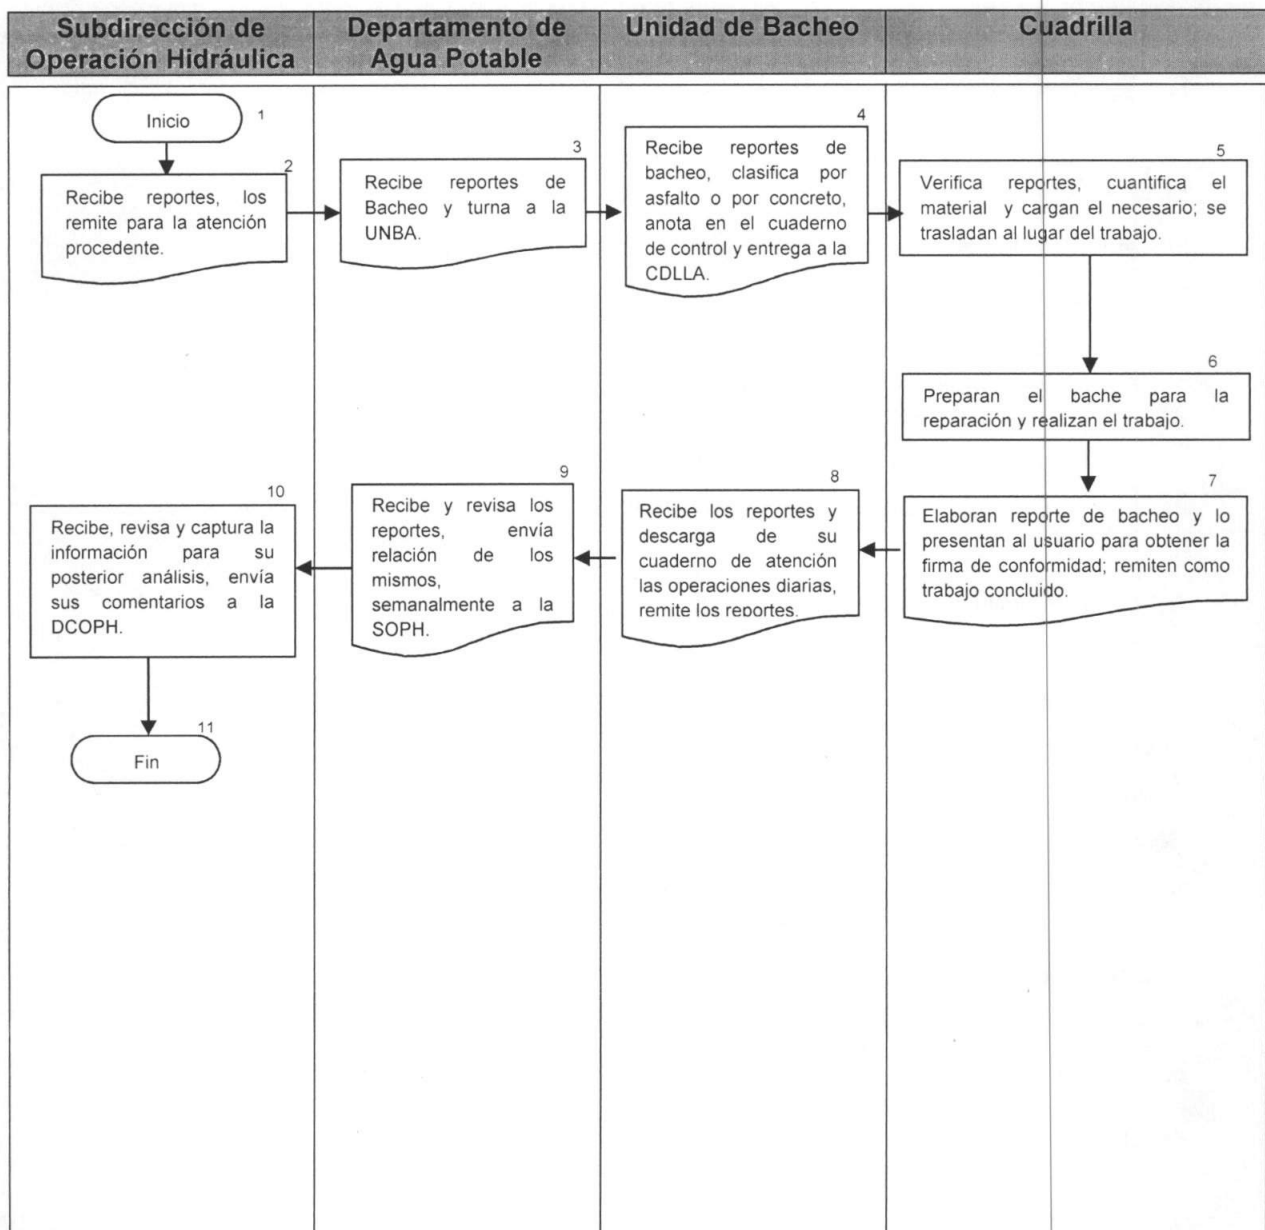 Subdirección de
Operación Hidráulica
Departamento de
Agua Potable
Unidad de Bacheo
Cuadrilla
Inicio
1
2
Recibe reportes, los
remite para la atención
procedente.
3
Recibe reportes de
Bacheo y turna a la
UNBA.
4
Recibe reportes de
bacheo, clasifica por
asfalto o por concreto,
anota en el cuaderno
de control y entrega a la
CDLLA.
5
Verifica reportes, cuantifica el
material y cargan el necesario; se
trasladan al lugar del trabajo.
6
Preparan el bache para la
reparación y realizan el trabajo.
7
Elaboran reporte de bacheo y lo
presentan al usuario para obtener la
firma de conformidad; remiten como
trabajo concluido.
8
Recibe los reportes y
descarga de su
cuaderno de atención
las operaciones diarias,
remite los reportes.
9
Recibe y revisa los
reportes, envía
relación de los
mismos,
semanalmente a la
SOPH.
10
Recibe, revisa y captura la
información para su
posterior análisis, envía
sus comentarios a la
DCOPH.
11
Fin